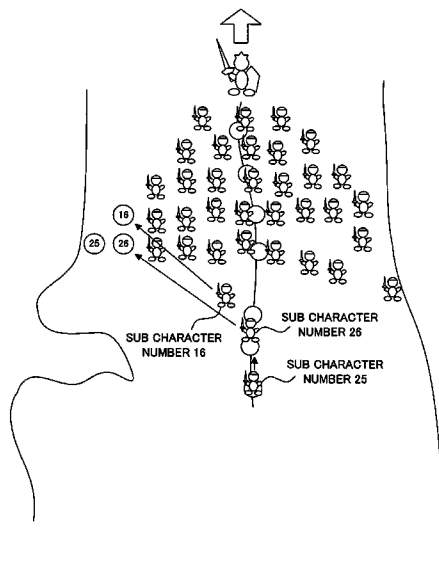 16
25 26
SUB CHARACTER
NUMBER 26
SUB CHARACTER
NUMBER 16
SUB CHARACTER
NUMBER 25